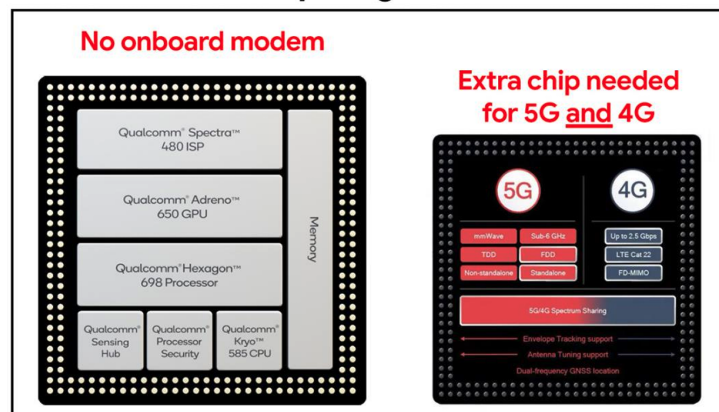 No onboard modem
Qualcomm® Spectra™
480 ISP
Qualcomm® Adreno™
650 GPU
Qualcomm®Hexagon™
698 Processor
Qualcomm®
Sensing
Hub
Qualcomm®
Processor
Security
Qualcomm®
Kryo™
585 CPU
Memory
Extra chip needed
for 5G and 4G
5G
4G
mmWave
Sub-6 GHz
TDD
FDD
Non-standalone
Standalone
Up to 2.5 Gbps
LTE Cat 22
FD-MIMO
5G/4G Spectrum Sharing
Envelope Tracking support
Antenna Tuning support
Dual-frequency GNSS location